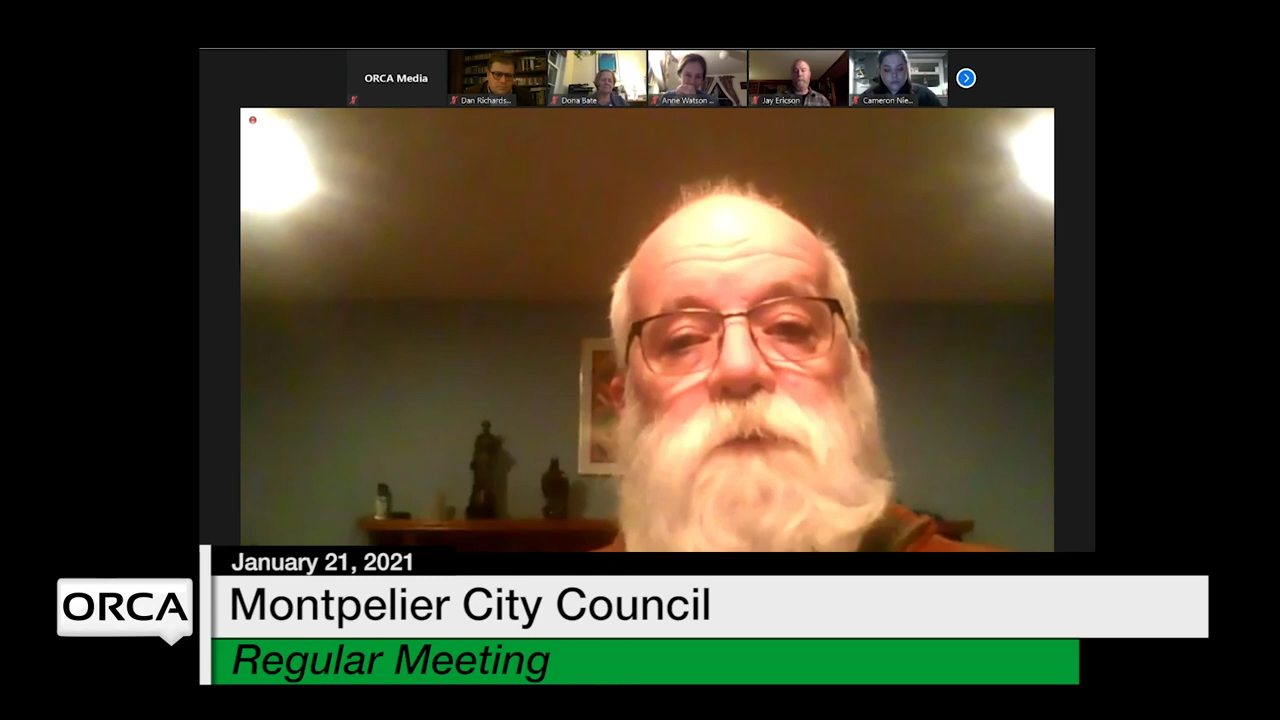 ORCA Media
Dan Richards...
Dona Bate
Anne Watson ...
Jay Ericson
Cameron Nie...
January 21, 2021
ORCA
Montpelier City Council
Regular Meeting